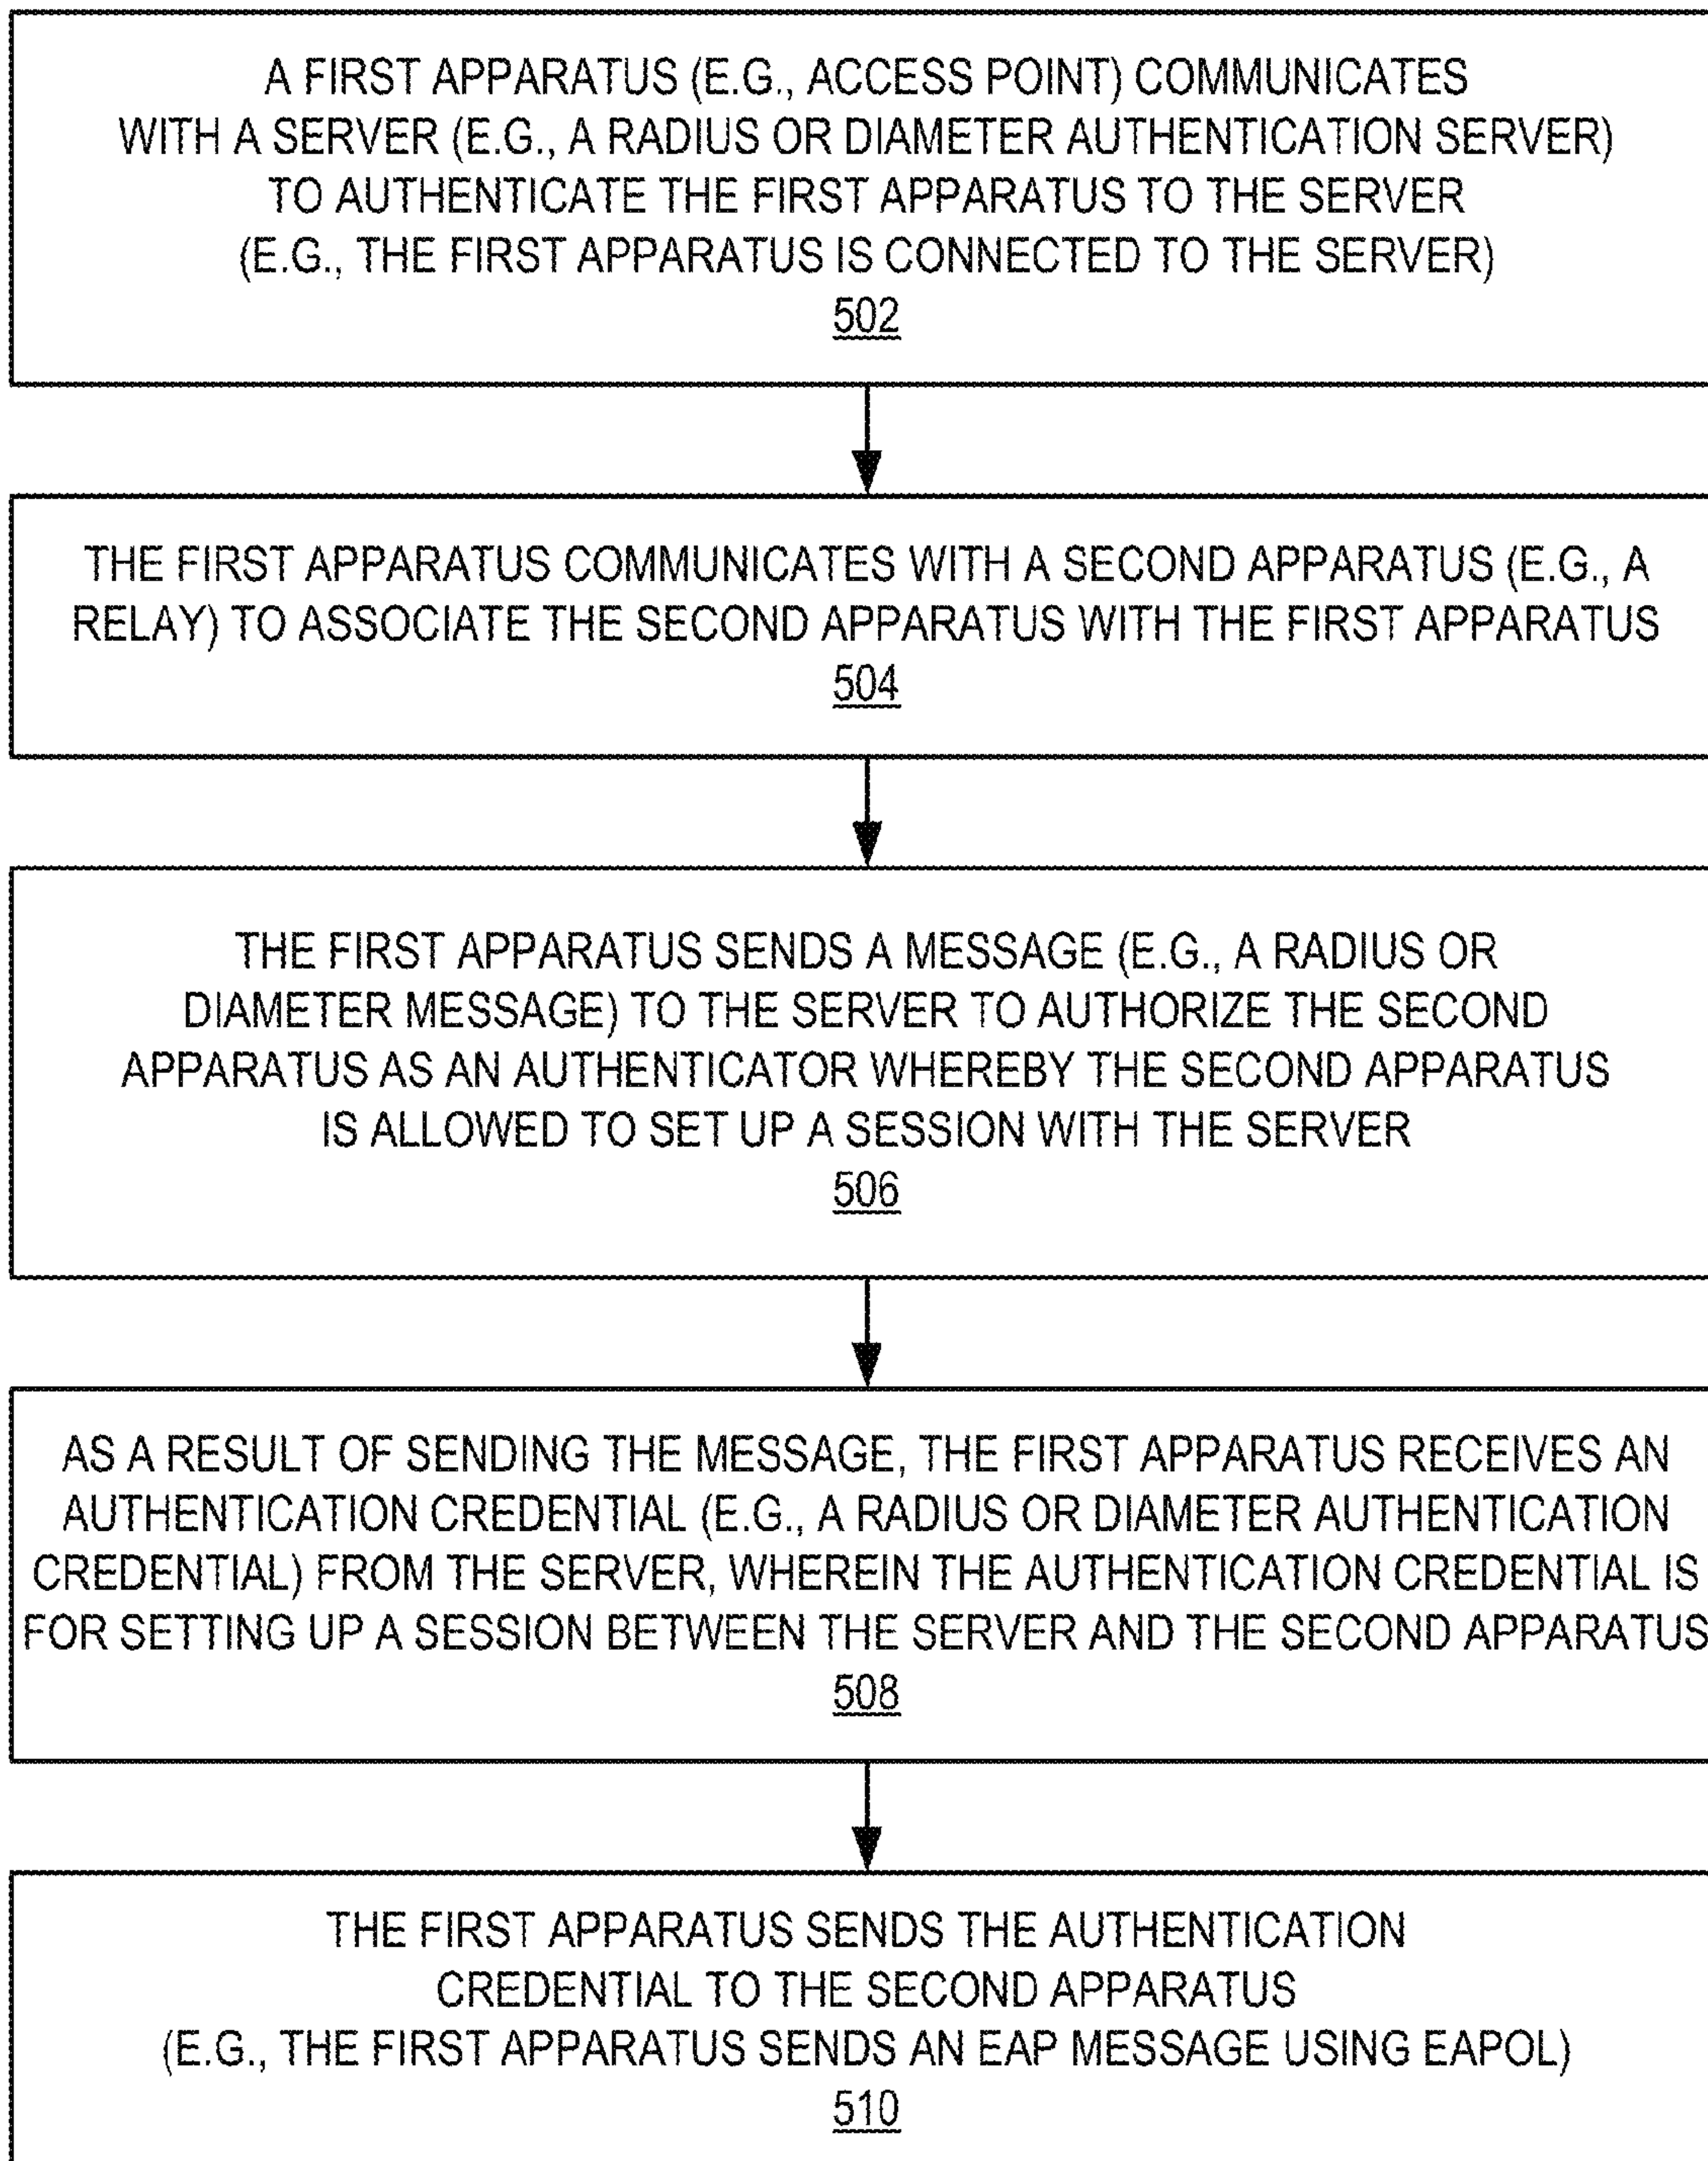 A FIRST APPARATUS (E.G., ACCESS POINT) COMMUNICATES
WITH A SERVER (E.G., A RADIUS OR DIAMETER AUTHENTICATION SERVER)
TO AUTHENTICATE THE FIRST APPARATUS TO THE SERVER
(E.G., THE FIRST APPARATUS IS CONNECTED TO THE SERVER)
502
THE FIRST APPARATUS COMMUNICATES WITH A SECOND APPARATUS (E.G., A
RELAY) TO ASSOCIATE THE SECOND APPARATUS WITH THE FIRST APPARATUS
504
THE FIRST APPARATUS SENDS A MESSAGE (E.G., A RADIUS OR
DIAMETER MESSAGE) TO THE SERVER TO AUTHORIZE THE SECOND
APPARATUS AS AN AUTHENTICATOR WHEREBY THE SECOND APPARATUS
IS ALLOWED TO SET UP A SESSION WITH THE SERVER
506
AS A RESULT OF SENDING THE MESSAGE, THE FIRST APPARATUS RECEIVES AN
AUTHENTICATION CREDENTIAL (E.G., A RADIUS OR DIAMETER AUTHENTICATION
CREDENTIAL) FROM THE SERVER, WHEREIN THE AUTHENTICATION CREDENTIAL IS
FOR SETTING UP A SESSION BETWEEN THE SERVER AND THE SECOND APPARATUS
508
THE FIRST APPARATUS SENDS THE AUTHENTICATION
CREDENTIAL TO THE SECOND APPARATUS
(E.G., THE FIRST APPARATUS SENDS AN EAP MESSAGE USING EAPOL)
510